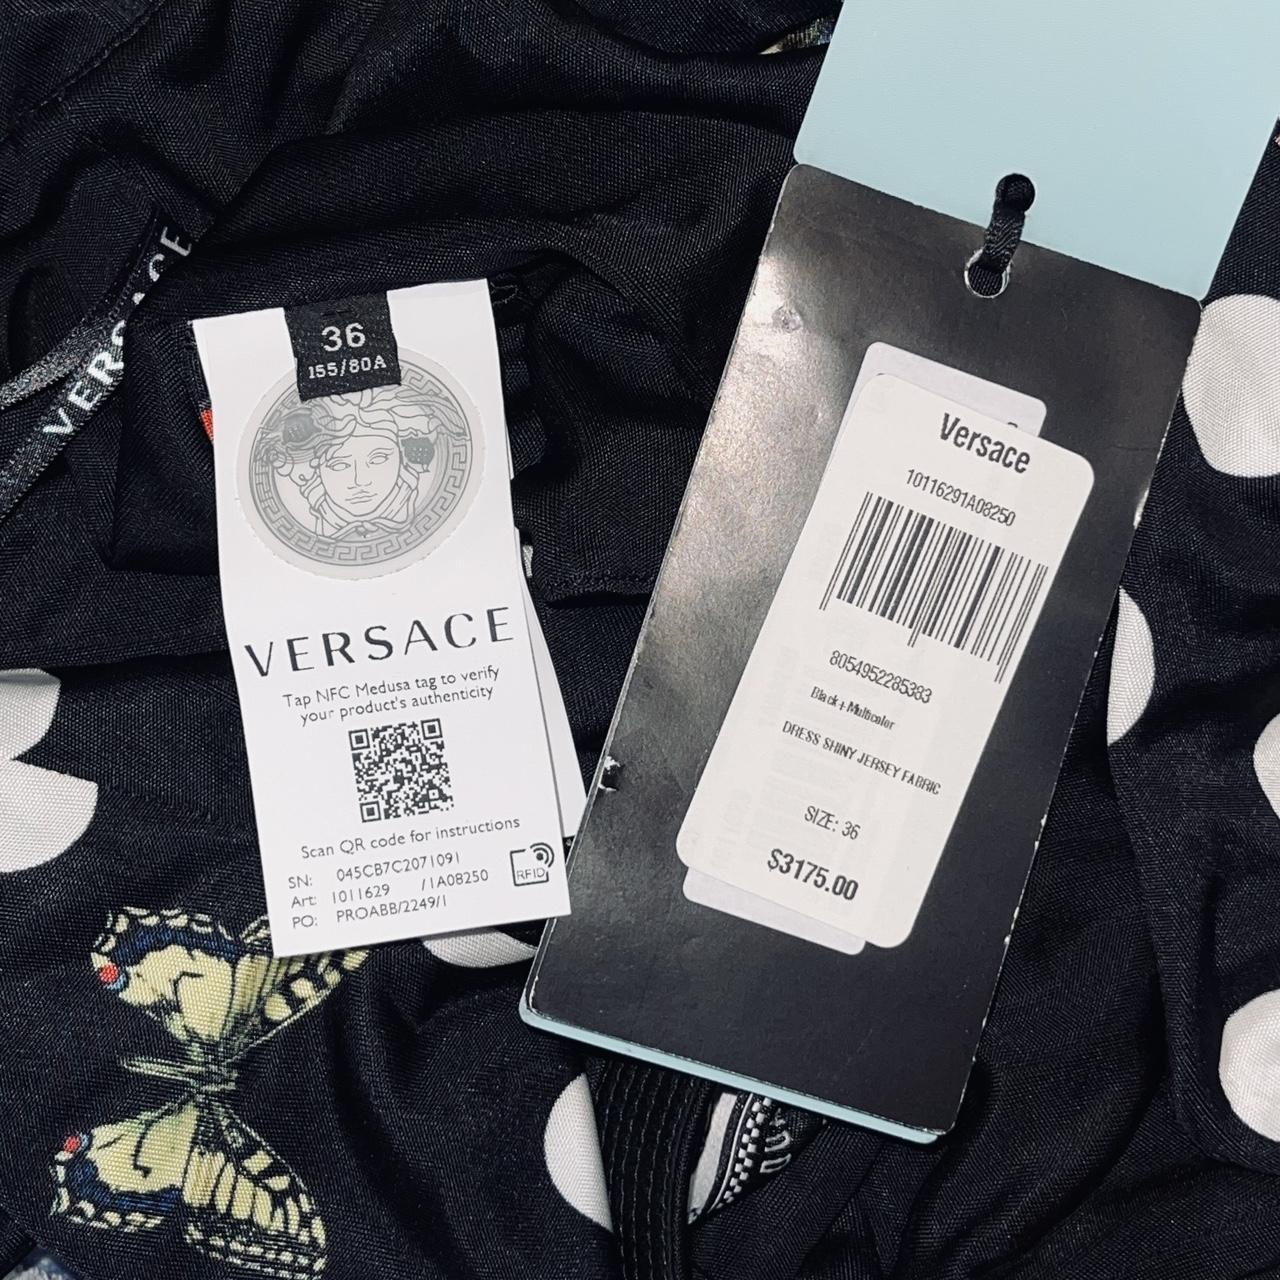 VERSACE
36
155/80A
VERSACE
Tap NFC Medusa tag to verify
your product's authenticity
Scan QR code for instructions
SN: 045CB7C2071091
Art: 1011629 /1A08250
PO: PROABB/2249/1
RFID
Versace
10116291A08250
8054952285383
Black+Multicolor
DRESS SHINY JERSEY FABRIC
SIZE: 36
$3175.00